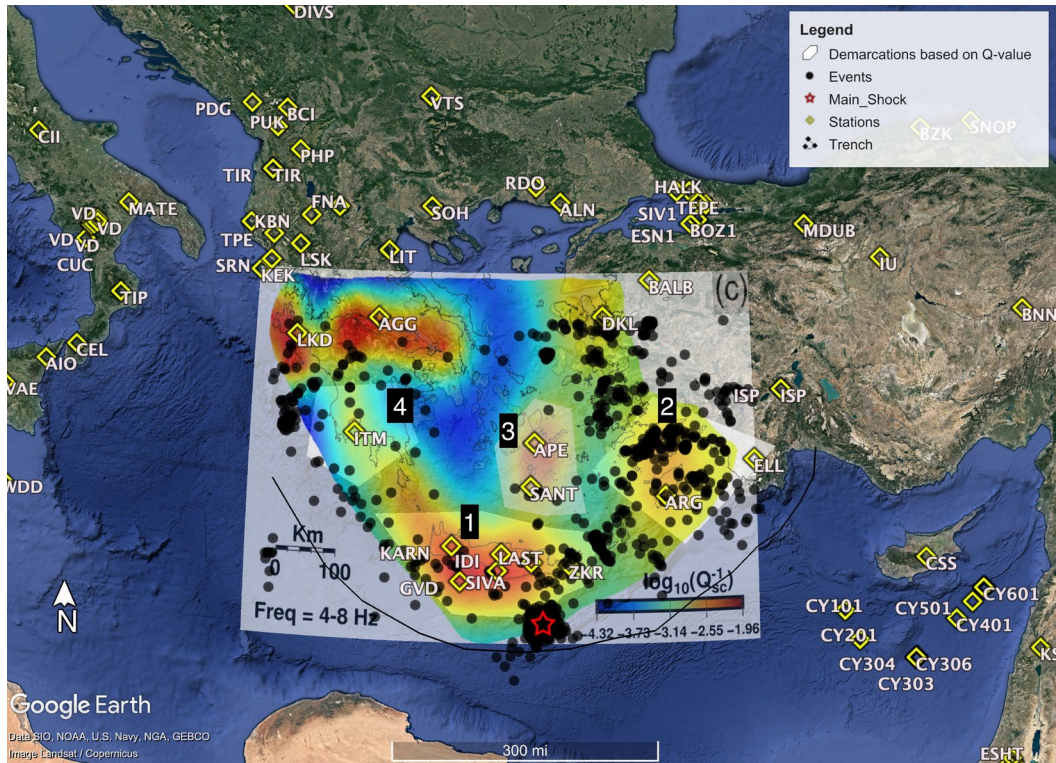 DIVS
Legend
Demarcations based on Q-value
Events
Main_Shock
Stations
Trench
PDG
BCI
VTS
PUK
CII
BZK
SNOP
PHP
TIR
TIR
RDO
HALK
FNA
MATE
SOH
ALN
SIV1
TEPE
VD
VD
KBN
ESN1
BOZ1
MDUB
VD
VD
TPE
LSK
LIT
IU
CUC
SRN
KEK
BALB
(c)
TIP
BNN
AGG
DKL
LKD
CEL
AIO
VAE
ISP
ISP
4
2
3
ITM
APE
ELL
WDD
SANT
ARG
1
Km
0 100
KARN
IDI
LAST
CSS
GVD
SIVA
ZKR
log10(Qsc-1)
CY601
CY501
CY101
N
Freq = 4-8 Hz
-4.32 -3.73 -3.14 -2.55 -1.96
CY401
CY201
KS
CY304
CY306
CY303
Google Earth
Data SIO, NOAA, U.S. Navy, NGA, GEBCO
Image Landsat / Copernicus
300 mi
ESHT